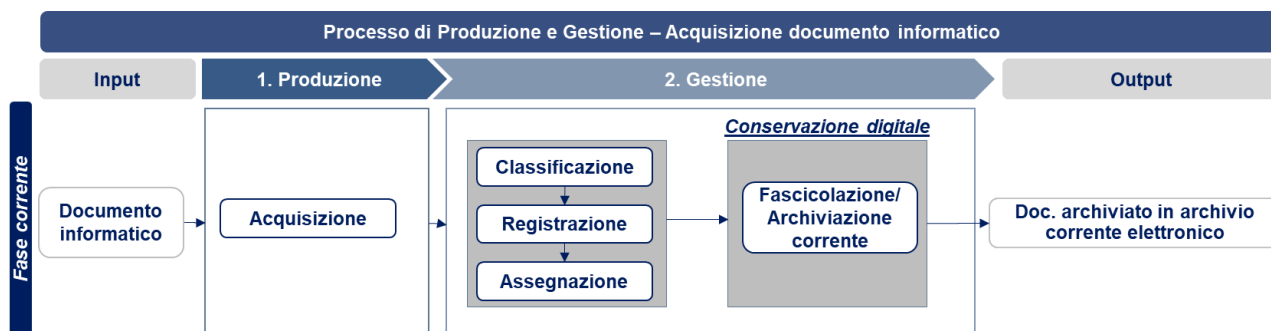 Processo di Produzione e Gestione – Acquisizione documento informatico
Input
1. Produzione
2. Gestione
Output
Fase corrente
Documento
informatico
Acquisizione
Classificazione
Registrazione
Assegnazione
Conservazione digitale
Fascicolazione/
Archiviazione
corrente
Doc. archiviato in archivio
corrente elettronico